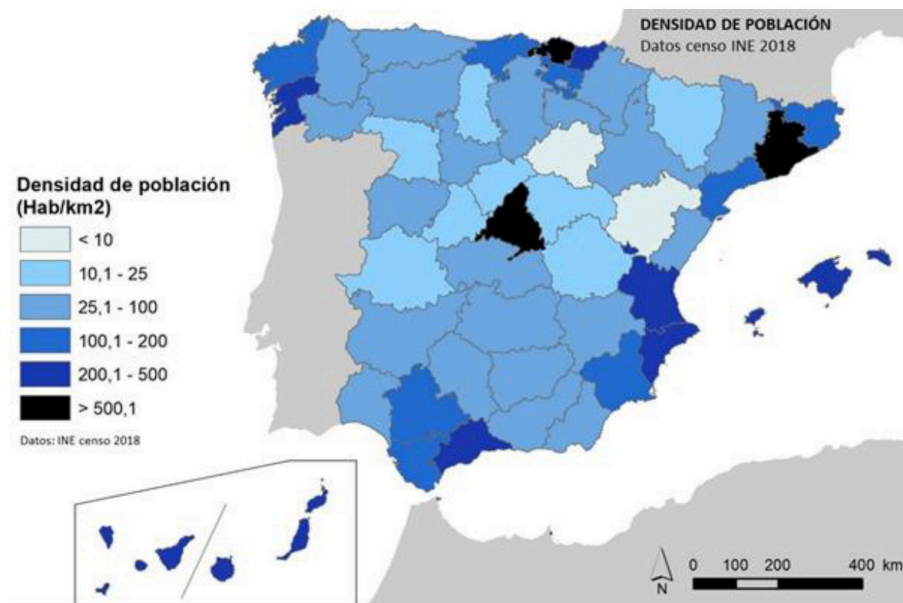 DENSIDAD DE POBLACIÓN
Datos censo INE 2018
Densidad de población
(Hab/km2)
< 10
10,1 - 25
25,1 - 100
100,1 - 200
200,1 - 500
> 500,1
Datos: INE censo 2018
N
0 100 200 400 km